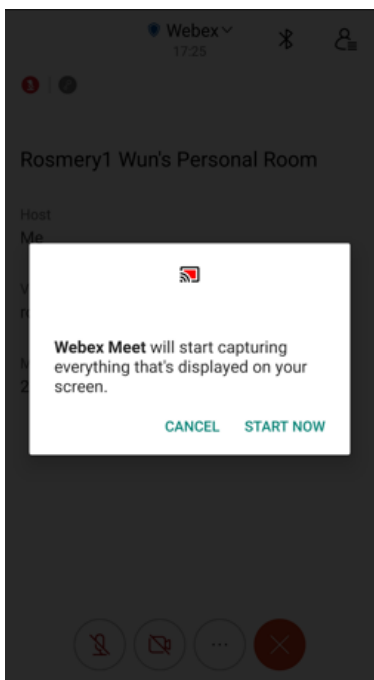 Webex
17:25
Rosmery1 Wun's Personal Room
Host
Me
Webex Meet will start capturing
everything that's displayed on your
screen.
CANCEL START NOW